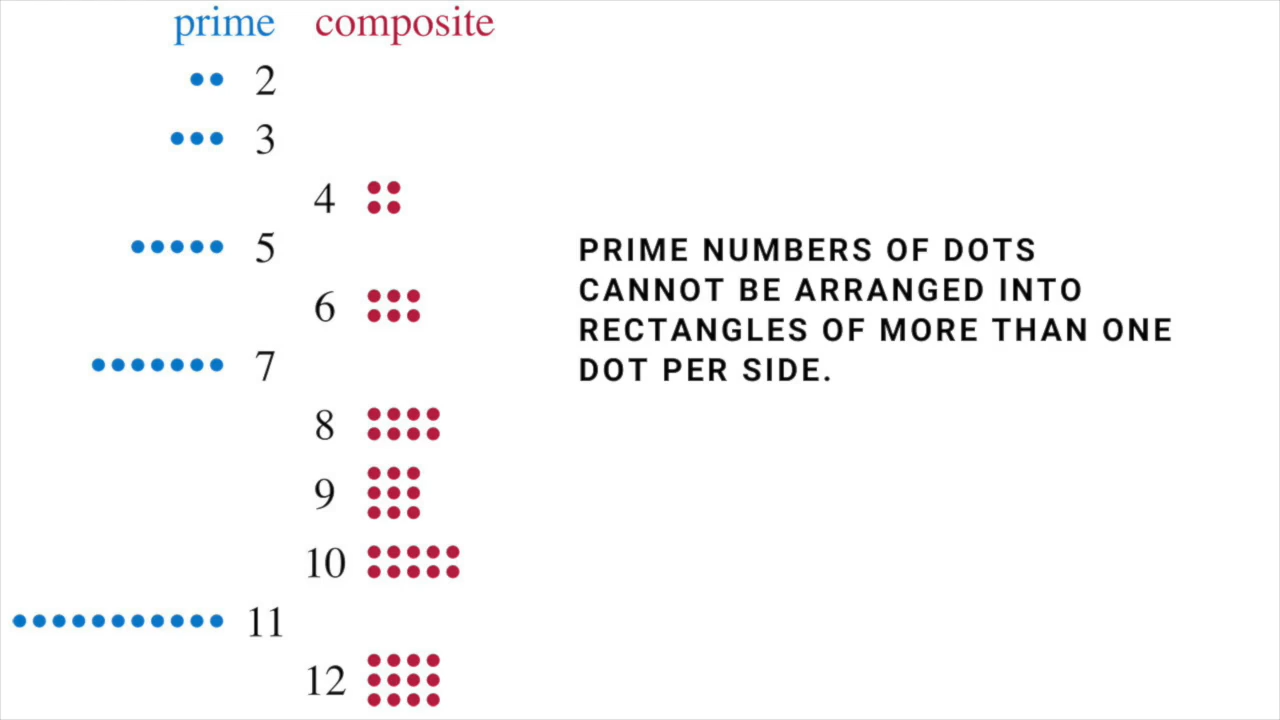 prime composite
2
3
4
5
6
7
8
9
10
11
12
PRIME NUMBERS OF DOTS
CANNOT BE ARRANGED INTO
RECTANGLES OF MORE THAN ONE
DOT PER SIDE.